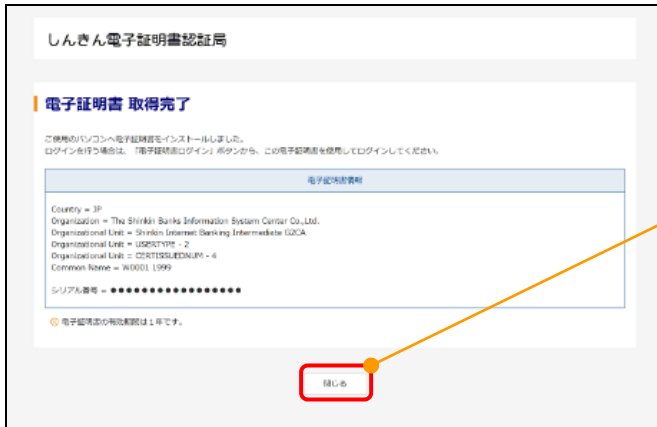 しんきん電子証明書認証局
電子証明書 取得完了
ご使用のパソコンへ電子証明書をインストールしました。
ログインを行う場合は、「電子証明書ログイン」ボタンから、この電子証明書を使用してログインしてください。
電子証明書情報
Country = JP
Organization = The Shinkin Banks Information System Center Co.,Ltd.
Organizational Unit = Shinkin Internet Banking Intermediate G2CA
Organizational Unit = USERTYPE - 2
Organizational Unit = CERTISSUEDNUM - 4
Common Name = W0001 1999
シリアル番号 = ●●●●●●●●●●●●●●●●●
電子証明書の有効期限は1年です。
閉じる